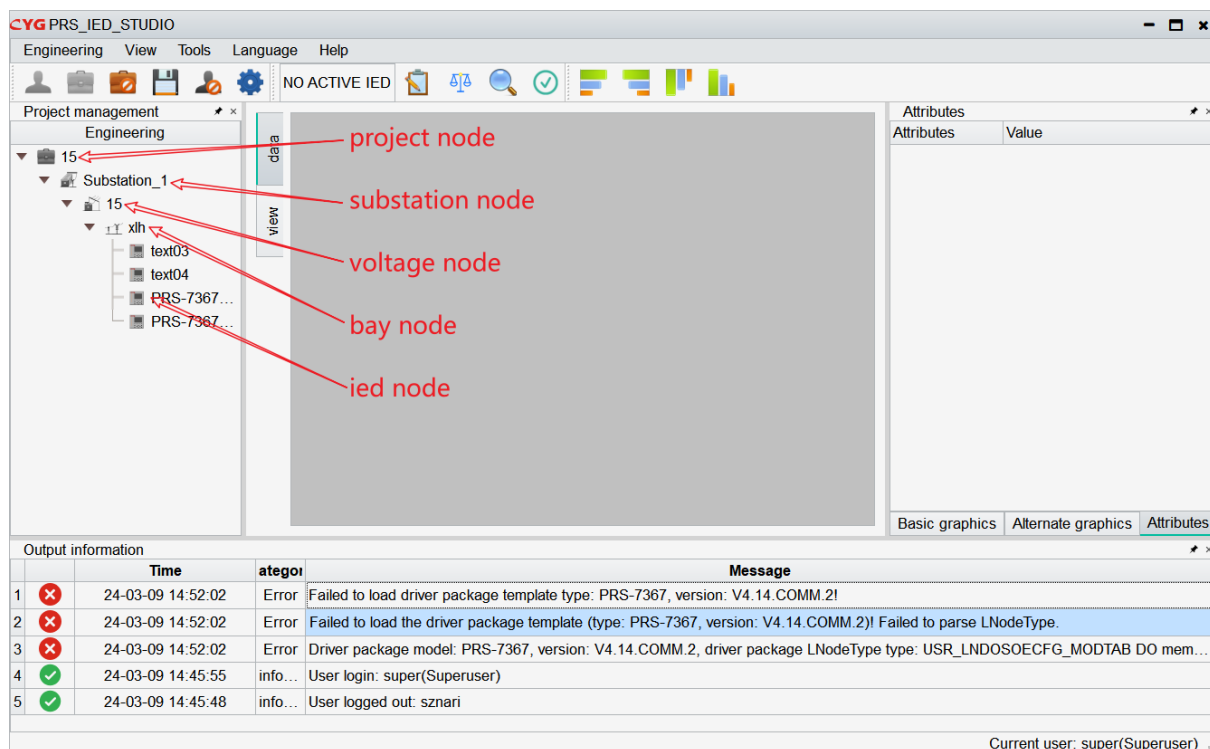 CYG PRS_IED_STUDIO
Engineering View Tools Language Help
NO ACTIVE IED
Project management
Engineering
15
Substation_1
15
xlh
text03
text04
PRS-7367...
PRS-7367...
data
view
project node
substation node
voltage node
bay node
ied node
Attributes
Attributes Value
Basic graphics Alternate graphics Attributes
Output information
Time ategor Message
1 24-03-09 14:52:02 Error Failed to load driver package template type: PRS-7367, version: V4.14.COMM.2!
2 24-03-09 14:52:02 Error Failed to load the driver package template (type: PRS-7367, version: V4.14.COMM.2)! Failed to parse LNodeType.
3 24-03-09 14:52:02 Error Driver package model: PRS-7367, version: V4.14.COMM.2, driver package LNodeType type: USR_LNDOSOECFG_MODTAB DO mem...
4 24-03-09 14:45:55 info... User login: super(Superuser)
5 24-03-09 14:45:48 info... User logged out: sznari
Current user: super(Superuser)